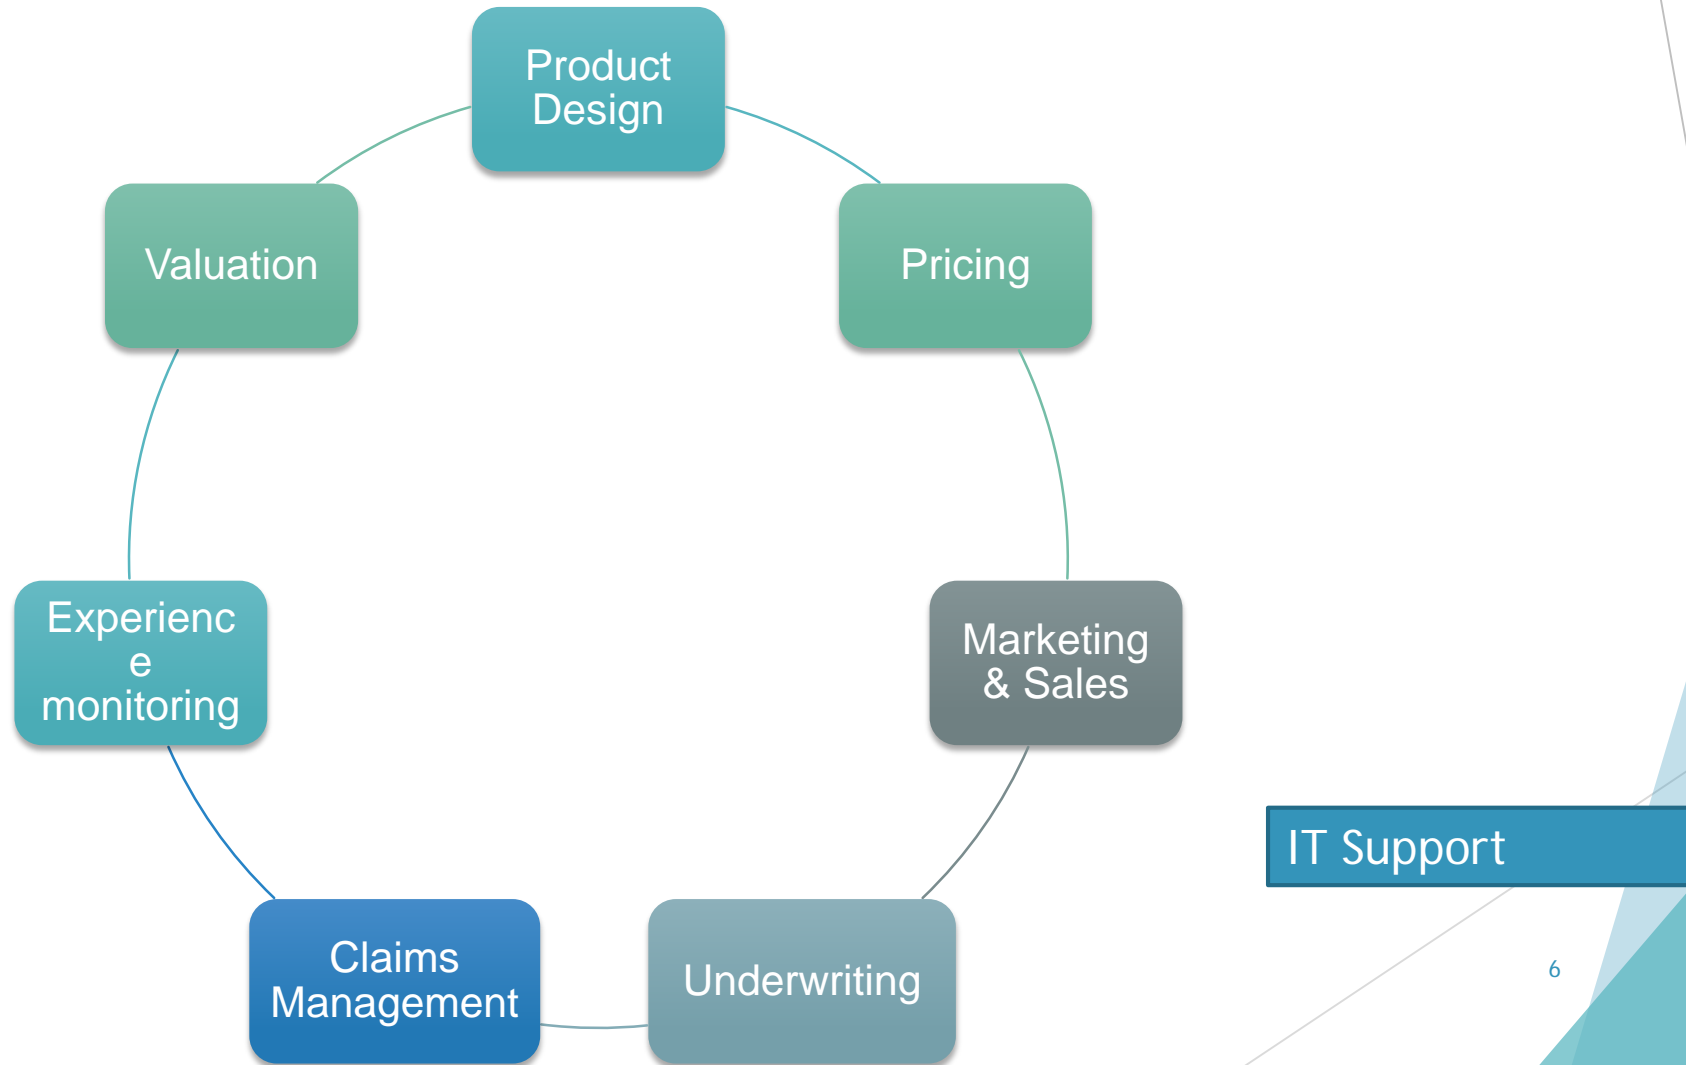 Product
Design
Pricing
Marketing
& Sales
Underwriting
Claims
Management
Experienc
e
monitoring
Valuation
IT Support
6